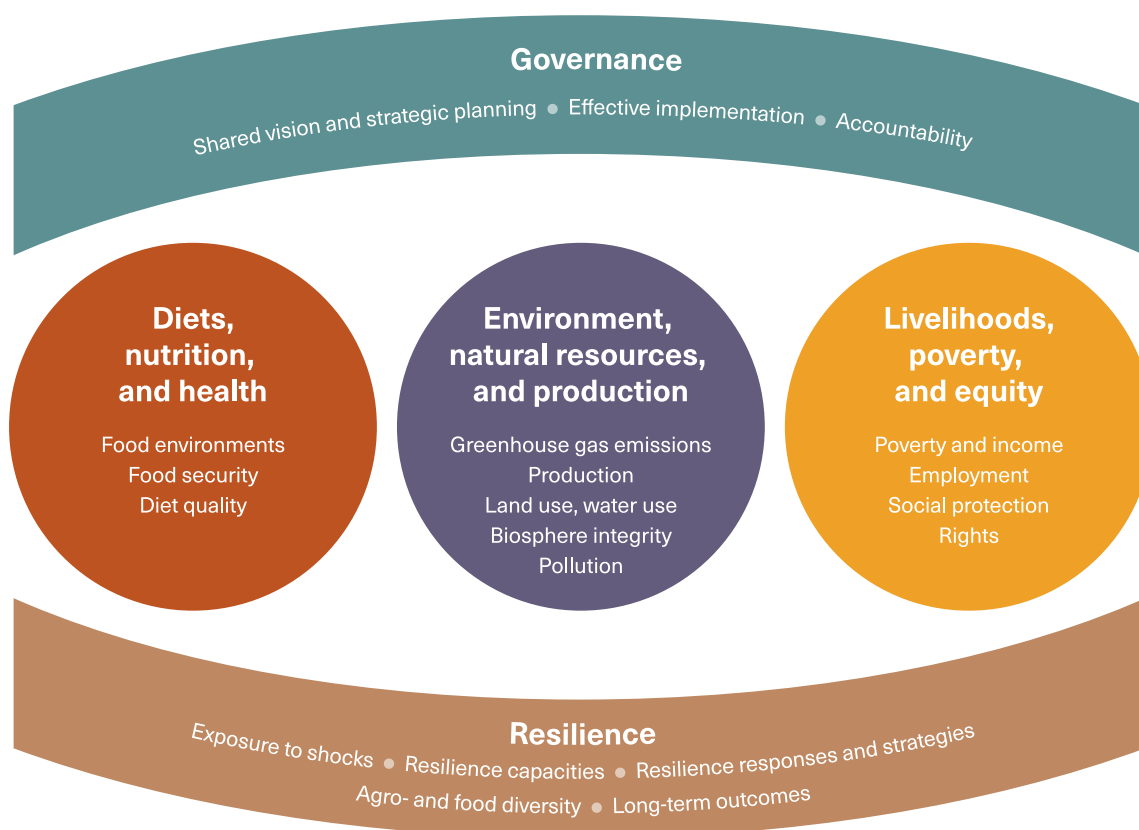 Governance
Shared vision and strategic planning ● Effective implementation ● Accountability
Diets,
nutrition,
and health
Food environments
Food security
Diet quality
Environment,
natural resources,
and production
Greenhouse gas emissions
Production
Land use, water use
Biosphere integrity
Pollution
Livelihoods,
poverty,
and equity
Poverty and income
Employment
Social protection
Rights
Resilience
Exposure to shocks ● Resilience capacities ● Resilience responses and strategies
Agro- and food diversity ● Long-term outcomes